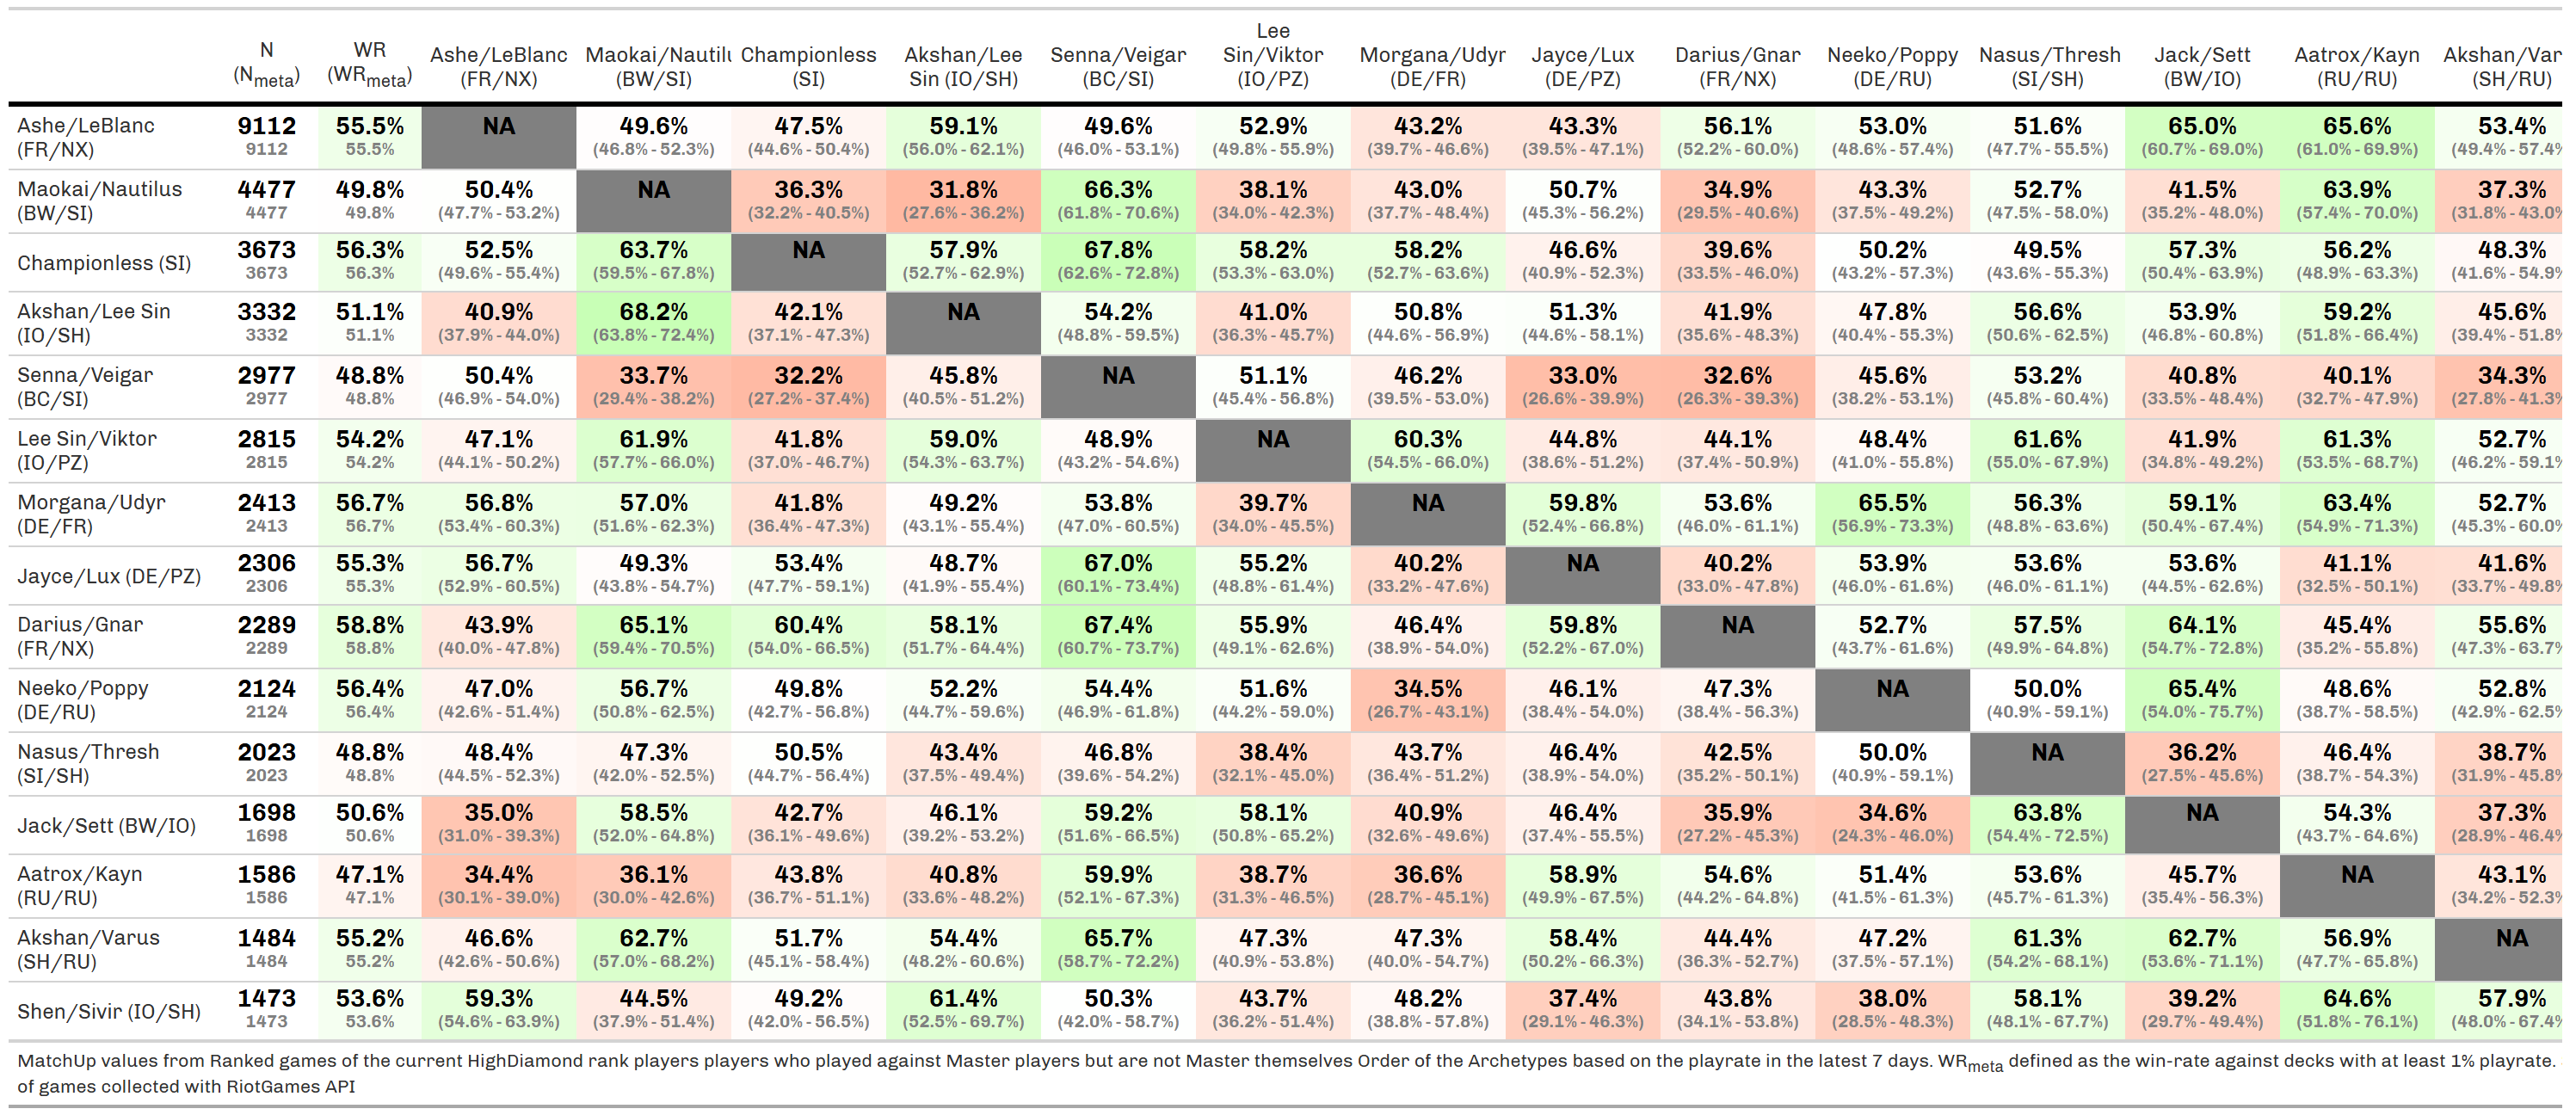 N (Nmeta) WR (WRmeta) Ashe/LeBlanc (FR/NX) Maokai/Nautilu (BW/SI) Championless (SI) Akshan/Lee Sin (IO/SH) Senna/Veigar (BC/SI) Lee Sin/Viktor (IO/PZ) Morgana/Udyr (DE/FR) Jayce/Lux (DE/PZ) Darius/Gnar (FR/NX) Neeko/Poppy (DE/RU) Nasus/Thresh (SI/SH) Jack/Sett (BW/IO) Aatrox/Kayn (RU/RU) Akshan/Var (SH/RU)
Ashe/LeBlanc 9112 55.5% NA 49.6% 47.5% 59.1% 49.6% 52.9% 43.2% 43.3% 56.1% 53.0% 51.6% 65.0% 65.6% 53.4%
(FR/NX) 9112 55.5% (46.8% - 52.3%) (44.6% - 50.4%) (56.0% - 62.1%) (46.0% - 53.1%) (49.8% - 55.9%) (39.7% - 46.6%) (39.5% - 47.1%) (52.2% - 60.0%) (48.6% - 57.4%) (47.7% - 55.5%) (60.7% - 69.0%) (61.0% - 69.9%) (49.4% - 57.4%
Maokai/Nautilus 4477 49.8% 50.4% NA 36.3% 31.8% 66.3% 38.1% 43.0% 50.7% 34.9% 43.3% 52.7% 41.5% 63.9% 37.3%
(BW/SI) 4477 49.8% (47.7% - 53.2%) (32.2% - 40.5%) (27.6% - 36.2%) (61.8% - 70.6%) (34.0% - 42.3%) (37.7% - 48.4%) (45.3% - 56.2%) (29.5% - 40.6%) (37.5% - 49.2%) (47.5% - 58.0%) (35.2% - 48.0%) (57.4% - 70.0%) (31.8% - 43.0%
Championless (SI) 3673 56.3% 52.5% 63.7% NA 57.9% 67.8% 58.2% 58.2% 46.6% 39.6% 50.2% 49.5% 57.3% 56.2% 48.3%
3673 56.3% (49.6% - 55.4%) (59.5% - 67.8%) (52.7% - 62.9%) (62.6% - 72.8%) (53.3% - 63.0%) (52.7% - 63.6%) (40.9% - 52.3%) (33.5% - 46.0%) (43.2% - 57.3%) (43.6% - 55.3%) (50.4% - 63.9%) (48.9% - 63.3%) (41.6% - 54.9%
Akshan/Lee Sin 3332 51.1% 40.9% 68.2% 42.1% NA 54.2% 41.0% 50.8% 51.3% 41.9% 47.8% 56.6% 53.9% 59.2% 45.6%
(IO/SH) 3332 51.1% (37.9% - 44.0%) (63.8% - 72.4%) (37.1% - 47.3%) (48.8% - 59.5%) (36.3% - 45.7%) (44.6% - 56.9%) (44.6% - 58.1%) (35.6% - 48.3%) (40.4% - 55.3%) (50.6% - 62.5%) (46.8% - 60.8%) (51.8% - 66.4%) (39.4% - 51.8%
Senna/Veigar 2977 48.8% 50.4% 33.7% 32.2% 45.8% NA 51.1% 46.2% 33.0% 32.6% 45.6% 53.2% 40.8% 40.1% 34.3%
(BC/SI) 2977 48.8% (46.9% - 54.0%) (29.4% - 38.2%) (27.2% - 37.4%) (40.5% - 51.2%) (45.4% - 56.8%) (39.5% - 53.0%) (26.6% - 39.9%) (26.3% - 39.3%) (38.2% - 53.1%) (45.8% - 60.4%) (33.5% - 48.4%) (32.7% - 47.9%) (27.8% - 41.3%
Lee Sin/Viktor 2815 54.2% 47.1% 61.9% 41.8% 59.0% 48.9% NA 60.3% 44.8% 44.1% 48.4% 61.6% 41.9% 61.3% 52.7%
(IO/PZ) 2815 54.2% (44.1% - 50.2%) (57.7% - 66.0%) (37.0% - 46.7%) (54.3% - 63.7%) (43.2% - 54.6%) (54.5% - 66.0%) (38.6% - 51.2%) (37.4% - 50.9%) (41.0% - 55.8%) (55.0% - 67.9%) (34.8% - 49.2%) (53.5% - 68.7%) (46.2% - 59.1%
Morgana/Udyr 2413 56.7% 56.8% 57.0% 41.8% 49.2% 53.8% 39.7% NA 59.8% 53.6% 65.5% 56.3% 59.1% 63.4% 52.7%
(DE/FR) 2413 56.7% (53.4% - 60.3%) (51.6% - 62.3%) (36.4% - 47.3%) (43.1% - 55.4%) (47.0% - 60.5%) (34.0% - 45.5%) (52.4% - 66.8%) (46.0% - 61.1%) (56.9% - 73.3%) (48.8% - 63.6%) (50.4% - 67.4%) (54.9% - 71.3%) (45.3% - 60.0%
Jayce/Lux (DE/PZ) 2306 55.3% 56.7% 49.3% 53.4% 48.7% 67.0% 55.2% 40.2% NA 40.2% 53.9% 53.6% 53.6% 41.1% 41.6%
2306 55.3% (52.9% - 60.5%) (43.8% - 54.7%) (47.7% - 59.1%) (41.9% - 55.4%) (60.1% - 73.4%) (48.8% - 61.4%) (33.2% - 47.6%) (33.0% - 47.8%) (46.0% - 61.6%) (46.0% - 61.1%) (44.5% - 62.6%) (32.5% - 50.1%) (33.7% - 49.8%
Darius/Gnar 2289 58.8% 43.9% 65.1% 60.4% 58.1% 67.4% 55.9% 46.4% 59.8% NA 52.7% 57.5% 64.1% 45.4% 55.6%
(FR/NX) 2289 58.8% (40.0% - 47.8%) (59.4% - 70.5%) (54.0% - 66.5%) (51.7% - 64.4%) (60.7% - 73.7%) (49.1% - 62.6%) (38.9% - 54.0%) (52.2% - 67.0%) (43.7% - 61.6%) (49.9% - 64.8%) (54.7% - 72.8%) (35.2% - 55.8%) (47.3% - 63.7%
Neeko/Poppy 2124 56.4% 47.0% 56.7% 49.8% 52.2% 54.4% 51.6% 34.5% 46.1% 47.3% NA 50.0% 65.4% 48.6% 52.8%
(DE/RU) 2124 56.4% (42.6% - 51.4%) (50.8% - 62.5%) (42.7% - 56.8%) (44.7% - 59.6%) (46.9% - 61.8%) (44.2% - 59.0%) (26.7% - 43.1%) (38.4% - 54.0%) (38.4% - 56.3%) (40.9% - 59.1%) (54.0% - 75.7%) (38.7% - 58.5%) (42.9% - 62.5%
Nasus/Thresh 2023 48.8% 48.4% 47.3% 50.5% 43.4% 46.8% 38.4% 43.7% 46.4% 42.5% 50.0% NA 36.2% 46.4% 38.7%
(SI/SH) 2023 48.8% (44.5% - 52.3%) (42.0% - 52.5%) (44.7% - 56.4%) (37.5% - 49.4%) (39.6% - 54.2%) (32.1% - 45.0%) (36.4% - 51.2%) (38.9% - 54.0%) (35.2% - 50.1%) (40.9% - 59.1%) (27.5% - 45.6%) (38.7% - 54.3%) (31.9% - 45.8%
Jack/Sett (BW/IO) 1698 50.6% 35.0% 58.5% 42.7% 46.1% 59.2% 58.1% 40.9% 46.4% 35.9% 34.6% 63.8% NA 54.3% 37.3%
1698 50.6% (31.0% - 39.3%) (52.0% - 64.8%) (36.1% - 49.6%) (39.2% - 53.2%) (51.6% - 66.5%) (50.8% - 65.2%) (32.6% - 49.6%) (37.4% - 55.5%) (27.2% - 45.3%) (24.3% - 46.0%) (54.4% - 72.5%) (43.7% - 64.6%) (28.9% - 46.4%
Aatrox/Kayn 1586 47.1% 34.4% 36.1% 43.8% 40.8% 59.9% 38.7% 36.6% 58.9% 54.6% 51.4% 53.6% 45.7% NA 43.1%
(RU/RU) 1586 47.1% (30.1% - 39.0%) (30.0% - 42.6%) (36.7% - 51.1%) (33.6% - 48.2%) (52.1% - 67.3%) (31.3% - 46.5%) (28.7% - 45.1%) (49.9% - 67.5%) (44.2% - 64.8%) (41.5% - 61.3%) (45.7% - 61.3%) (35.4% - 56.3%) (34.2% - 52.3%
Akshan/Varus 1484 55.2% 46.6% 62.7% 51.7% 54.4% 65.7% 47.3% 47.3% 58.4% 44.4% 47.2% 61.3% 62.7% 56.9% NA
(SH/RU) 1484 55.2% (42.6% - 50.6%) (57.0% - 68.2%) (45.1% - 58.4%) (48.2% - 60.6%) (58.7% - 72.2%) (40.9% - 53.8%) (40.0% - 54.7%) (50.2% - 66.3%) (36.3% - 52.7%) (37.5% - 57.1%) (54.2% - 68.1%) (53.6% - 71.1%) (47.7% - 65.8%)
Shen/Sivir (IO/SH) 1473 53.6% 59.3% 44.5% 49.2% 61.4% 50.3% 43.7% 48.2% 37.4% 43.8% 38.0% 58.1% 39.2% 64.6% 57.9%
1473 53.6% (54.6% - 63.9%) (37.9% - 51.4%) (42.0% - 56.5%) (52.5% - 69.7%) (42.0% - 58.7%) (36.2% - 51.4%) (38.8% - 57.8%) (29.1% - 46.3%) (34.1% - 53.8%) (28.5% - 48.3%) (48.1% - 67.7%) (29.7% - 49.4%) (51.8% - 76.1%) (48.0% - 67.4%
MatchUp values from Ranked games of the current HighDiamond rank players players who played against Master players but are not Master themselves Order of the Archetypes based on the playrate in the latest 7 days. WRmeta defined as the win-rate against decks with at least 1% playrate.
of games collected with RiotGames API